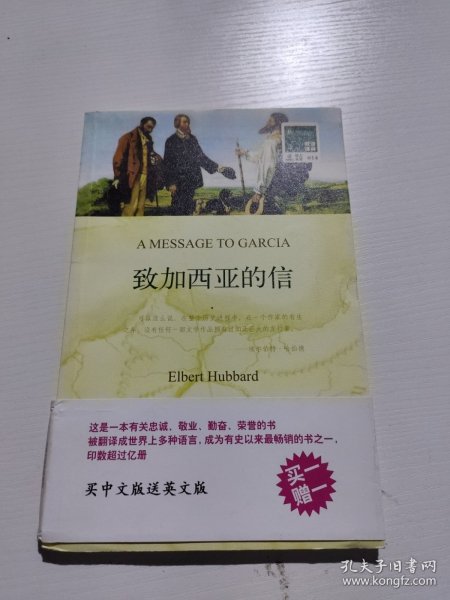 A MESSAGE TO GARCIA
致加西亚的信
Elbert Hubbard
这是一本有关忠诚、敬业、勤奋、荣誉的书
被翻译成世界上多种语言，成为有史以来最畅销的书之一，
印数超过亿册
买中文版送英文版
买一
赠一
孔夫子旧书网
www.kongfz.com